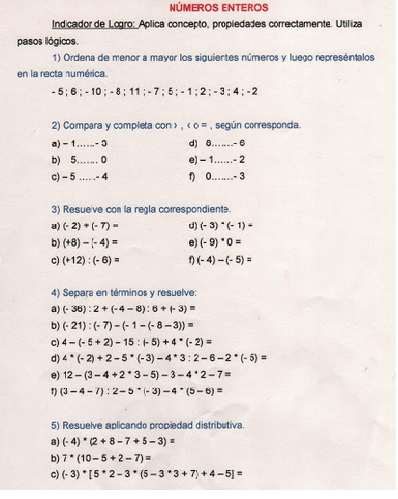 NÚMEROS ENTEROS
Indicador de Logro: Aplica concepto, propiedades correctamente. Utiliza
pasos lógicos.
1) Ordena de menor a mayor los siguientes números y luego represéntalos
en la recta numérica.
- 5 ; 6 ; - 10 ; - 8 ; 11 ; - 7 ; 5 ; - 1 ; 2 ; - 3 ; 4 ; - 2
2) Compara y completa con > , < o = , según corresponda.
a) – 1 ...... - 3 d) 8 ....... - 6
b) 5 ....... 0 e) – 1 ...... - 2
c) – 5 ...... - 4 f) 0 ....... - 3
3) Resuelve con la regla correspondiente.
a) (- 2) + (- 7) = d) (- 3) * (- 1) =
b) (+8) – (- 4) = e) (- 9) * 0 =
c) (+12) : (- 6) = f) (- 4) – (- 5) =
4) Separa en términos y resuelve:
a) (- 36) : 2 + (- 4 – 8) : 6 + (- 3) =
b) (- 21) : (- 7) – (- 1 – (- 8 – 3)) =
c) 4 – (- 5 + 2) – 15 : (- 5) + 4 * (- 2) =
d) 4 * (- 2) + 2 – 5 * (- 3) – 4 * 3 : 2 – 6 – 2 * (- 5) =
e) 12 – (3 – 4 + 2 * 3 – 5) – 3 – 4 * 2 – 7 =
f) (3 – 4 – 7) : 2 – 5 * (- 3) – 4 * (5 – 6) =
5) Resuelve aplicando propiedad distributiva.
a) (- 4) * (2 + 8 – 7 + 5 – 3) =
b) 7 * (10 – 5 + 2 – 7) =
c) (- 3) * [ 5 * 2 – 3 * (5 – 3 * 3 + 7) + 4 – 5] =